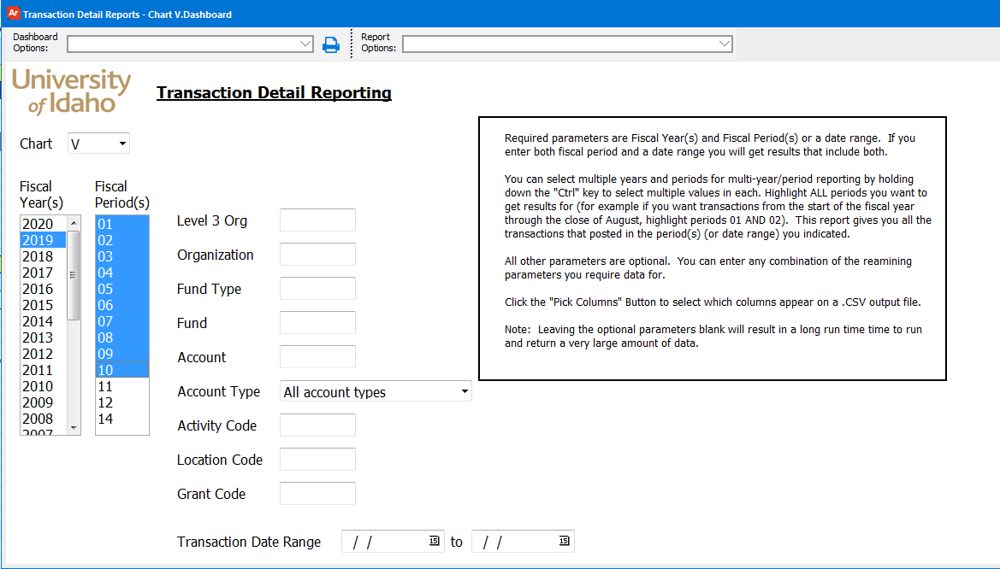 Ar Transaction Detail Reports - Chart V.Dashboard
Dashboard
Options:
Report
Options:
University
of Idaho
Transaction Detail Reporting
Chart
V
Fiscal
Year(s)
2020
2019
2018
2017
2016
2015
2014
2013
2012
2011
2010
2009
2008
2007
Fiscal
Period(s)
01
02
03
04
05
06
07
08
09
10
11
12
14
Level 3 Org
Organization
Fund Type
Fund
Account
Account Type
All account types
Activity Code
Location Code
Grant Code
Transaction Date Range
/ /
15
to
/ /
15
Required parameters are Fiscal Year(s) and Fiscal Period(s) or a date range. If you
enter both fiscal period and a date range you will get results that include both.
You can select multiple years and periods for multi-year/period reporting by holding
down the "Ctrl" key to select multiple values in each. Highlight ALL periods you want to
get results for (for example if you want transactions from the start of the fiscal year
through the close of August, highlight periods 01 AND 02). This report gives you all the
transactions that posted in the period(s) (or date range) you indicated.
All other parameters are optional. You can enter any combination of the reamining
parameters you require data for.
Click the "Pick Columns" Button to select which columns appear on a .CSV output file.
Note: Leaving the optional parameters blank will result in a long run time time to run
and return a very large amount of data.